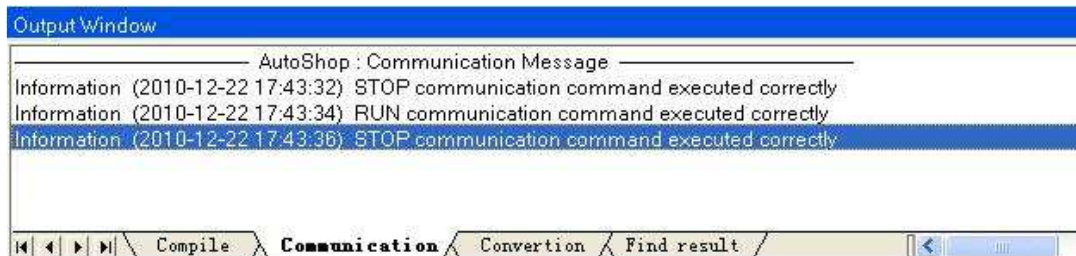 Output Window
AutoShop : Communication Message
Information (2010-12-22 17:43:32) STOP communication command executed correctly
Information (2010-12-22 17:43:34) RUN communication command executed correctly
Information (2010-12-22 17:43:36) STOP communication command executed correctly
Compile Communication Convertion Find result